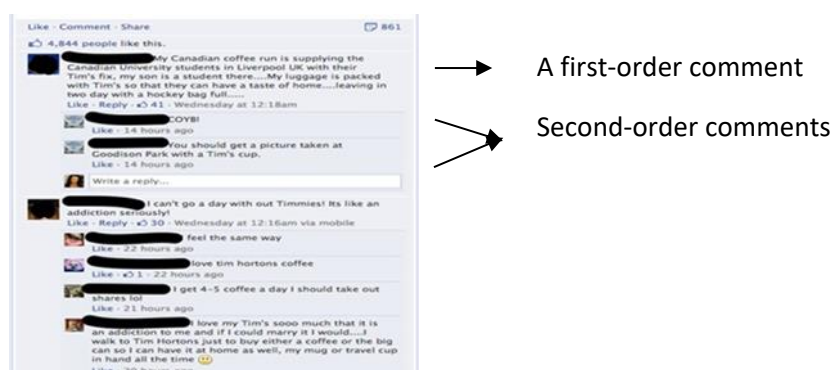 Like · Comment · Share 861
4,844 people like this.
My Canadian coffee run is supplying the
Canadian University students in Liverpool UK with their
Tim's fix, my son is a student there....My luggage is packed
with Tim's so that they can have a taste of home....leaving in
two day with a hockey bag full.....
Like · Reply · 41 · Wednesday at 12:18am
COYB!
Like · 14 hours ago
You should get a picture taken at
Goodison Park with a Tim's cup.
Like · 14 hours ago
Write a reply...
I can't go a day with out Timmies! Its like an
addiction seriously!
Like · Reply · 30 · Wednesday at 12:16am via mobile
feel the same way
Like · 22 hours ago
love tim hortons coffee
Like · 1 · 22 hours ago
I get 4-5 coffee a day I should take out
shares lol
Like · 21 hours ago
I love my Tim's sooo much that it is
an addiction to me and if I could marry it I would....I
walk to Tim Hortons just to buy either a coffee or the big
can so I can have it at home as well, my mug or travel cup
in hand all the time
A first-order comment
Second-order comments